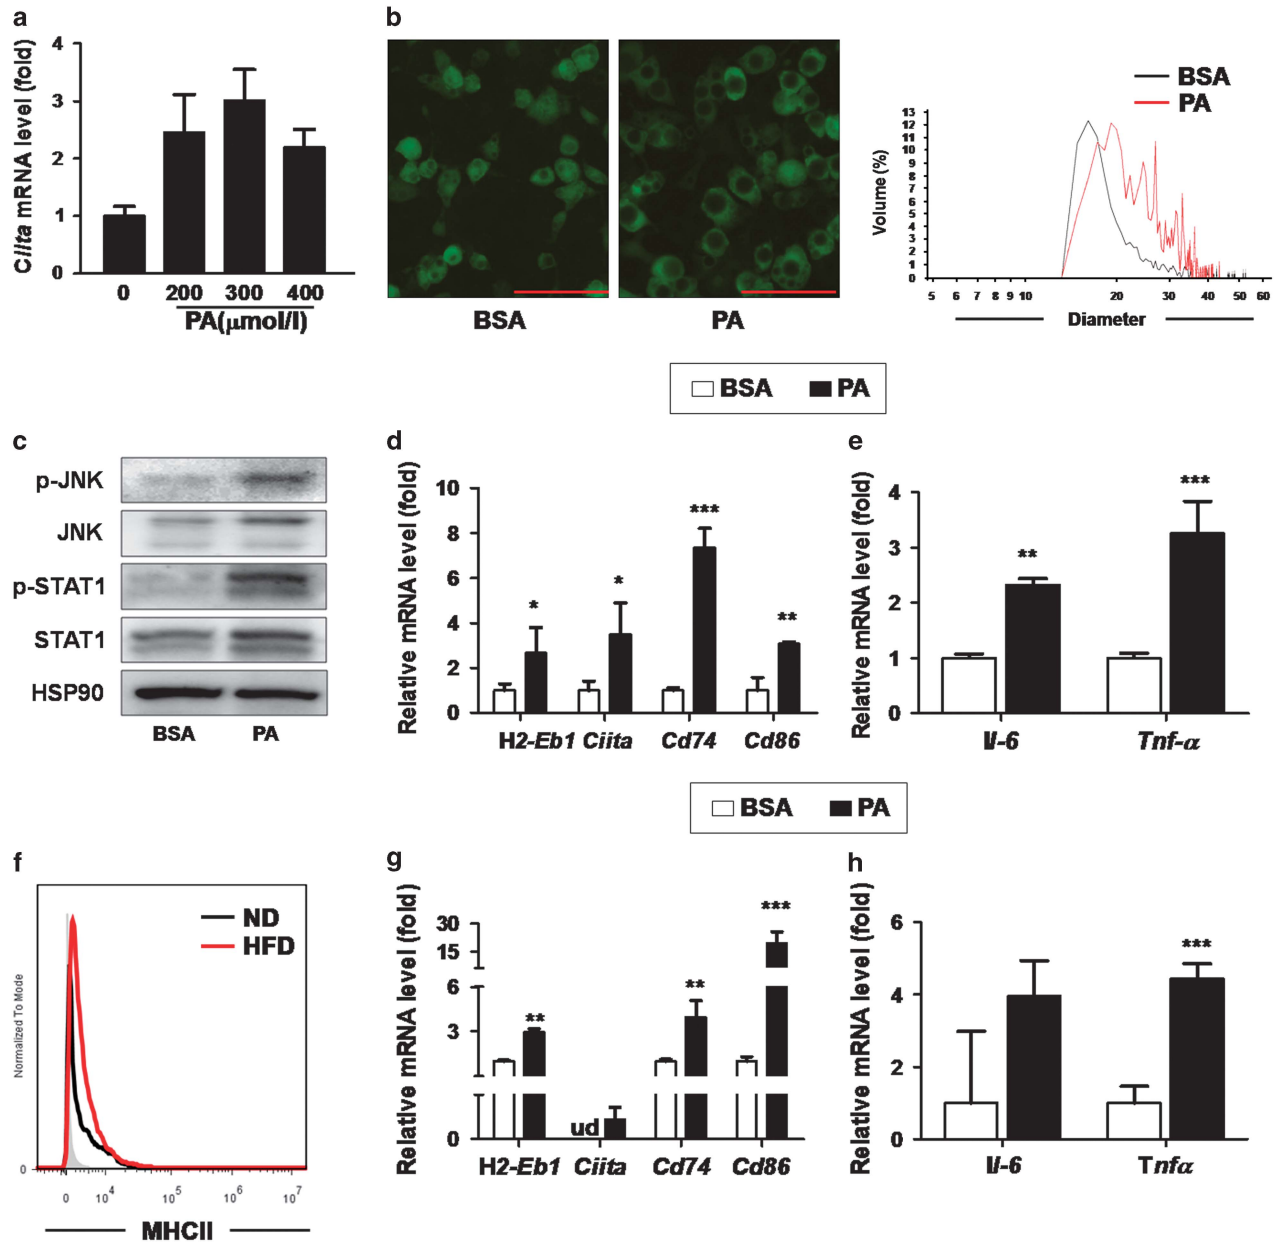 a
Ciita mRNA level (fold)
4
3
2
1
0
0 200 300 400
PA(μmol/l)
b
BSA PA
BSA
PA
Volume (%)
13
12
11
10
9
8
7
6
5
4
3
2
1
0
5 6 7 8 9 10 20 30 40 50 60
Diameter
BSA PA
c
p-JNK
JNK
p-STAT1
STAT1
HSP90
BSA PA
d
Relative mRNA level (fold)
10
8
6
4
2
0
* * *** **
H2-Eb1 Ciita Cd74 Cd86
e
Relative mRNA level (fold)
4
3
2
1
0
** ***
Il-6 Tnf-α
BSA PA
f
ND
HFD
Normalized To Mode
0
0 10^4 10^5 10^6 10^7
MHCII
g
Relative mRNA level (fold)
30
15
6
3
0
** ud ** ***
H2-Eb1 Ciita Cd74 Cd86
h
Relative mRNA level (fold)
6
4
2
0
***
Il-6 Tnfα